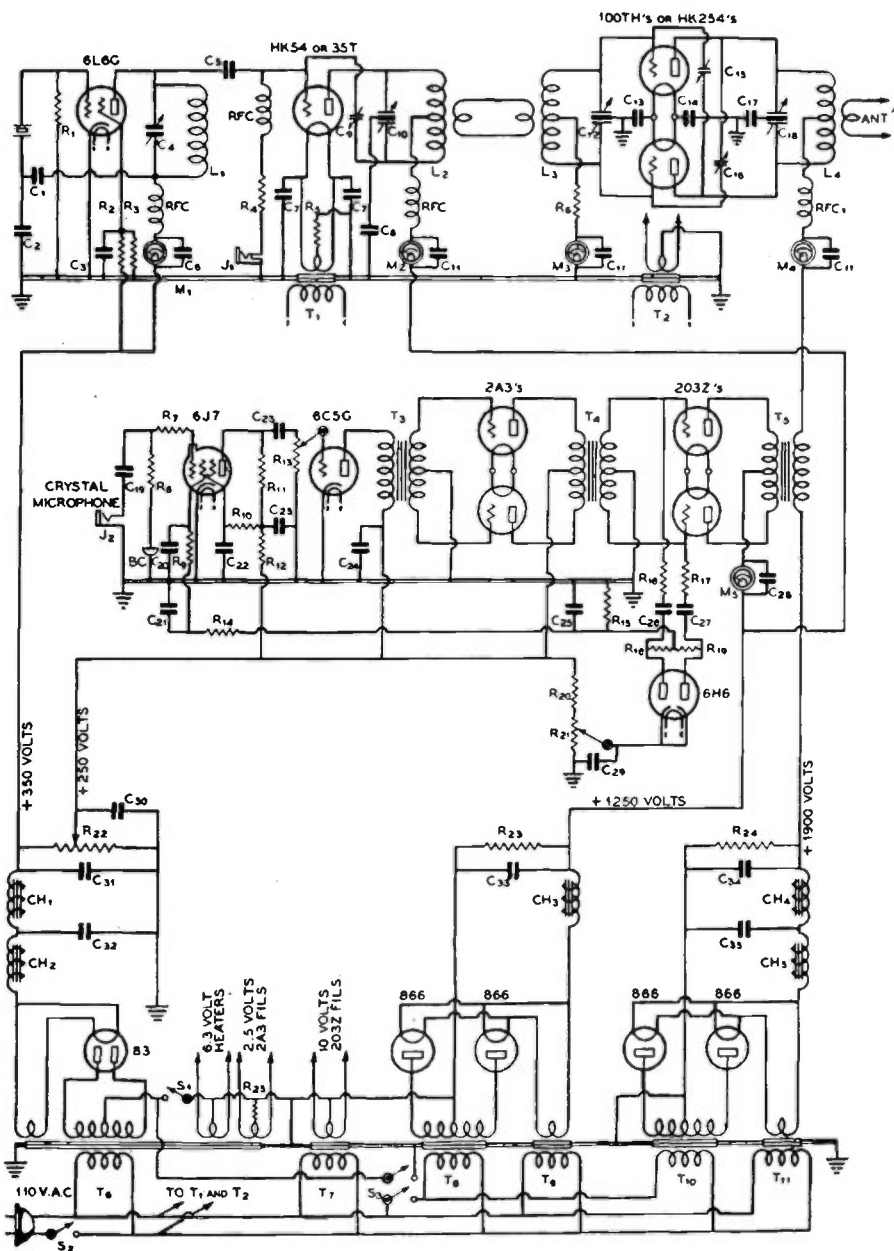 100TH's OR HK254's
6L6G
HK54 OR 35T
C5
C15
R1
C4
L1
RFC
C9
C10
L2
L3
C12
C13
C14
C17
C18
L4
ANT
C1
C16
C2
R2
R3
RFC
R4
C7
R5
C7
C8
RFC
R6
RFC1
C3
C6
J1
M2
C11
M3
C11
M4
C11
M1
T1
T2
2A3's
203Z's
R7
6J7
C23
6C5G
T3
T4
T5
CRYSTAL
MICROPHONE
C19
R8
R13
R11
R10
C23
J2
BC
C20
R9
C22
R12
C24
R16
R17
M5
C28
C21
R14
C25
R15
C26
C27
R18
R19
R20
6H6
R21
C29
+350 VOLTS
+250 VOLTS
+1250 VOLTS
+1900 VOLTS
C30
R22
R23
R24
C31
C33
C34
CH1
CH3
CH4
C32
C35
CH2
CH5
6.3 VOLT
HEATERS
2.5 VOLTS
2A3 FILS
10 VOLTS
203Z FILS
866
866
866
866
83
S1
R25
110 V.A.C.
T6
TO T1 AND T2
T7
S3
T8
T9
T10
T11
S2